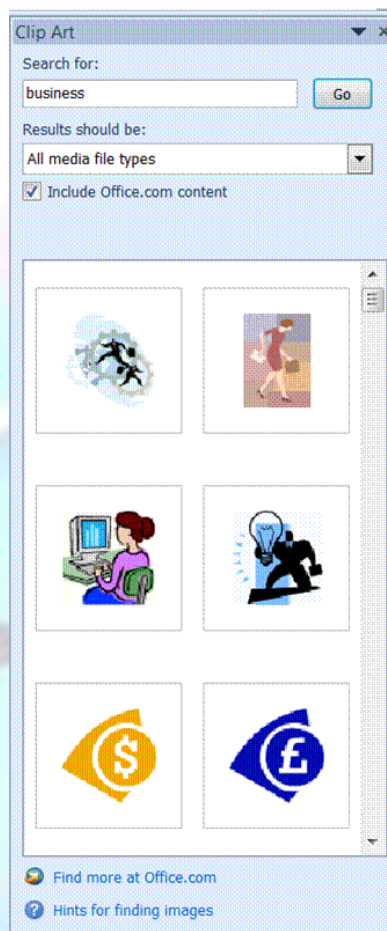 Clip Art
Search for:
business
Go
Results should be:
All media file types
Include Office.com content
$
£
Find more at Office.com
Hints for finding images